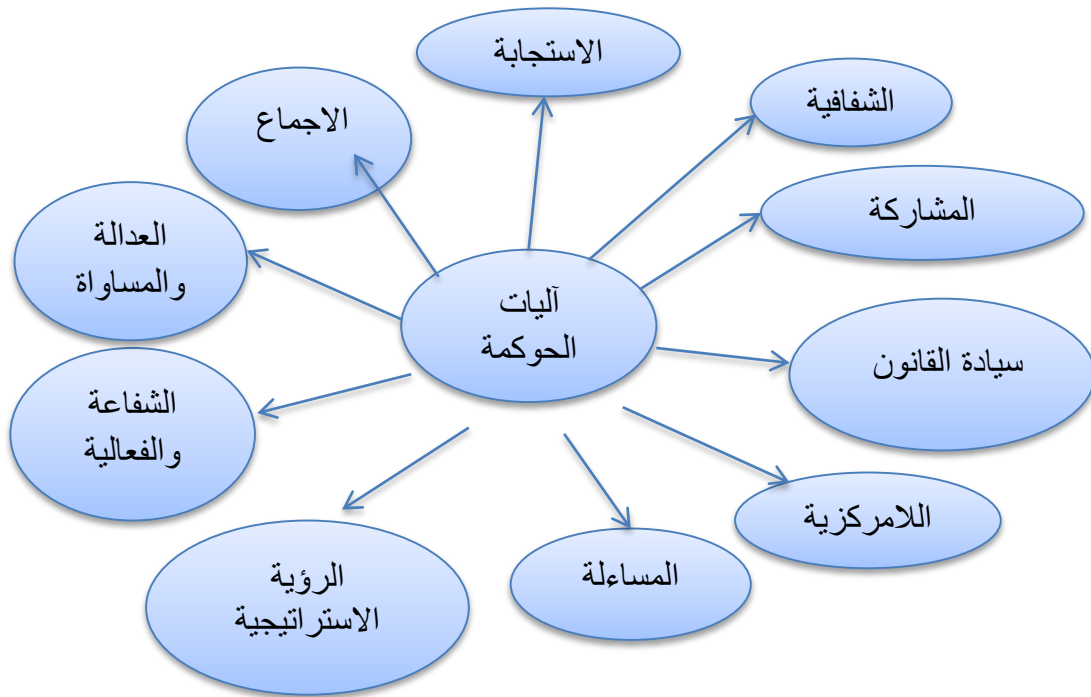 الاستجابة
الشفافية
الاجماع
المشاركة
العدالة
والمساواة
آليات
الحوكمة
سيادة القانون
الشفاعة
والفعالية
اللامركزية
المساءلة
الرؤية
الاستراتيجية